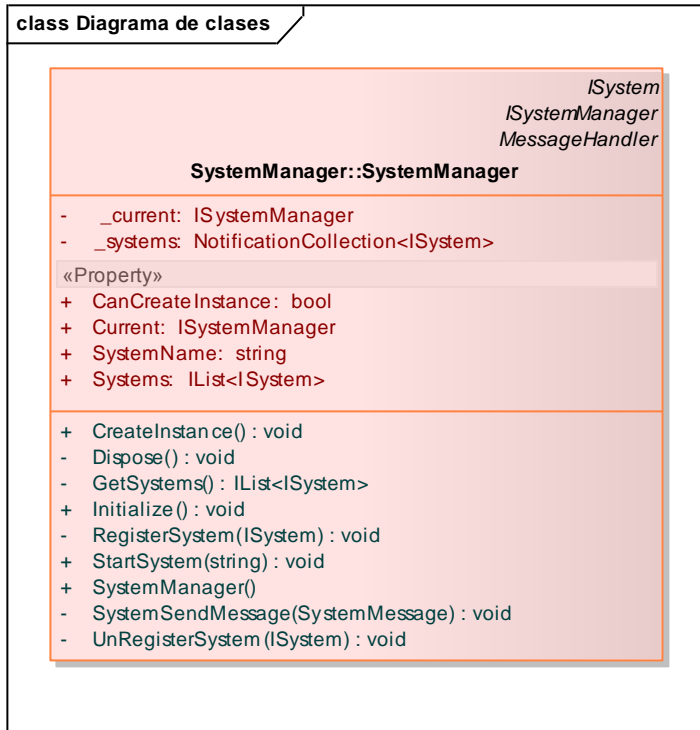 class Diagrama de clases
ISystem
ISystemManager
MessageHandler
SystemManager::SystemManager
- _current: ISystemManager
- _systems: NotificationCollection<ISystem>
«Property»
+ CanCreateInstance: bool
+ Current: ISystemManager
+ SystemName: string
+ Systems: IList<ISystem>
+ CreateInstance() : void
- Dispose() : void
- GetSystems() : IList<ISystem>
+ Initialize() : void
- RegisterSystem(ISystem) : void
+ StartSystem(string) : void
+ SystemManager()
- SystemSendMessage(SystemMessage) : void
- UnRegisterSystem(ISystem) : void